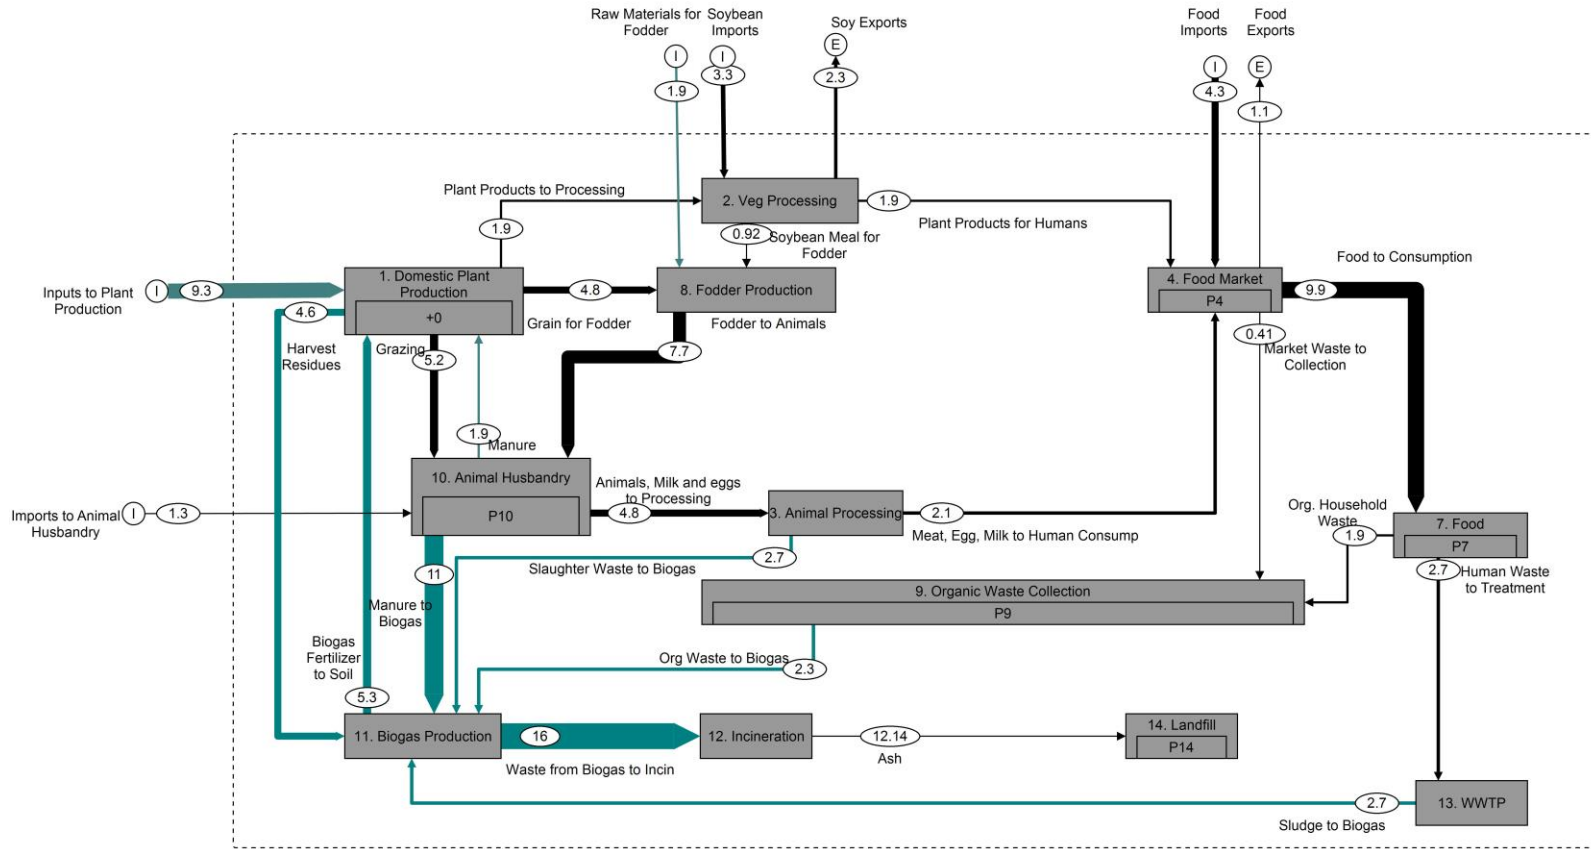 Raw Materials for
Fodder
Soybean
Imports
Soy Exports
Food
Imports
Food
Exports
I
I
E
I
E
1.9
3.3
2.3
4.3
1.1
Plant Products to Processing
2. Veg Processing
1.9
Plant Products for Humans
1.9
0.92
Soybean Meal for
Fodder
Food to Consumption
Inputs to Plant
Production
I
9.3
1. Domestic Plant
Production
+0
4.8
Grain for Fodder
8. Fodder Production
Fodder to Animals
4. Food Market
P4
9.9
4.6
Harvest
Residues
Grazing
5.2
7.7
0.41
Market Waste to
Collection
1.9
Manure
10. Animal Husbandry
P10
Animals, Milk and eggs
to Processing
4.8
3. Animal Processing
2.1
Meat, Egg, Milk to Human Consump
Imports to Animal
Husbandry
I
1.3
Org. Household
Waste
1.9
7. Food
P7
2.7
Human Waste
to Treatment
11
Manure to
Biogas
Slaughter Waste to Biogas
2.7
9. Organic Waste Collection
P9
Biogas
Fertilizer
to Soil
5.3
Org Waste to Biogas
2.3
11. Biogas Production
16
Waste from Biogas to Incin
12. Incineration
12.14
Ash
14. Landfill
P14
2.7
Sludge to Biogas
13. WWTP